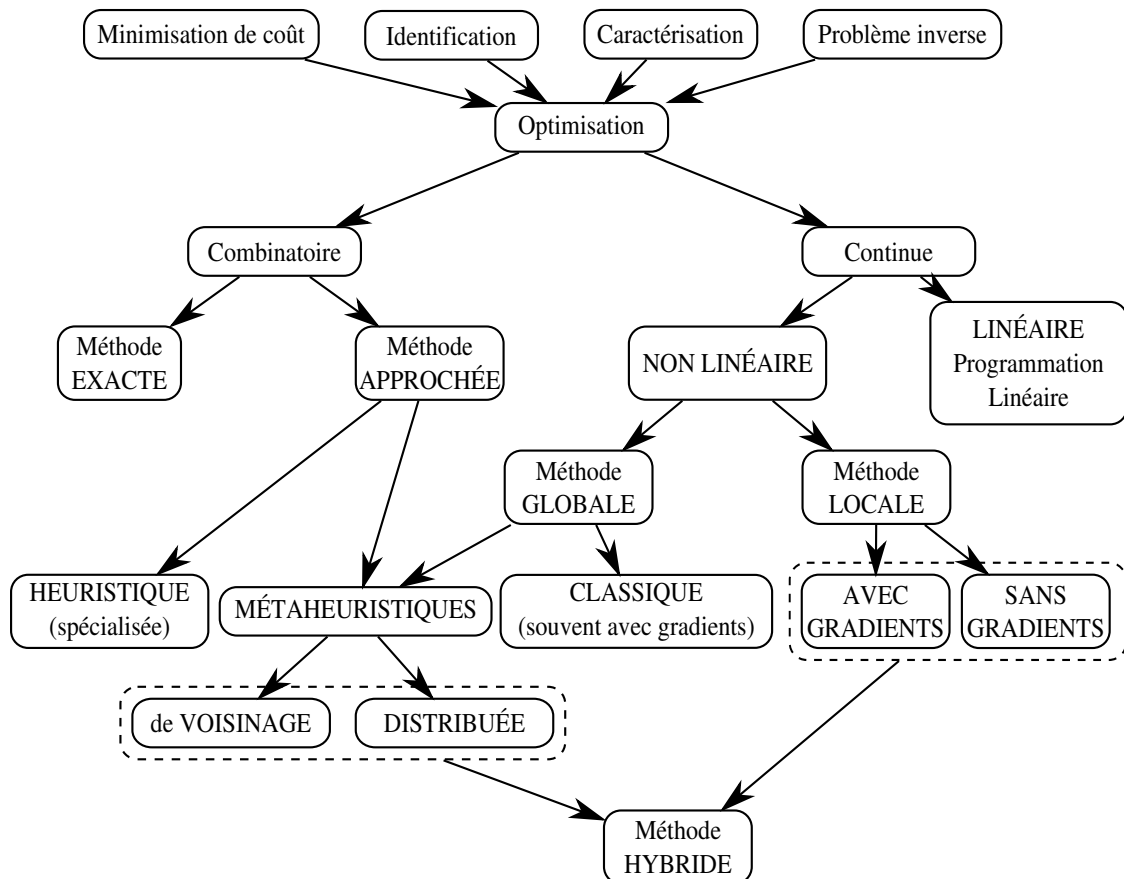 Minimisation de coût
Identification
Caractérisation
Problème inverse
Optimisation
Combinatoire
Continue
Méthode
EXACTE
Méthode
APPROCHÉE
NON LINÉAIRE
LINÉAIRE
Programmation
Linéaire
Méthode
GLOBALE
Méthode
LOCALE
HEURISTIQUE
(spécialisée)
MÉTAHEURISTIQUES
CLASSIQUE
(souvent avec gradients)
AVEC
GRADIENTS
SANS
GRADIENTS
de VOISINAGE
DISTRIBUÉE
Méthode
HYBRIDE